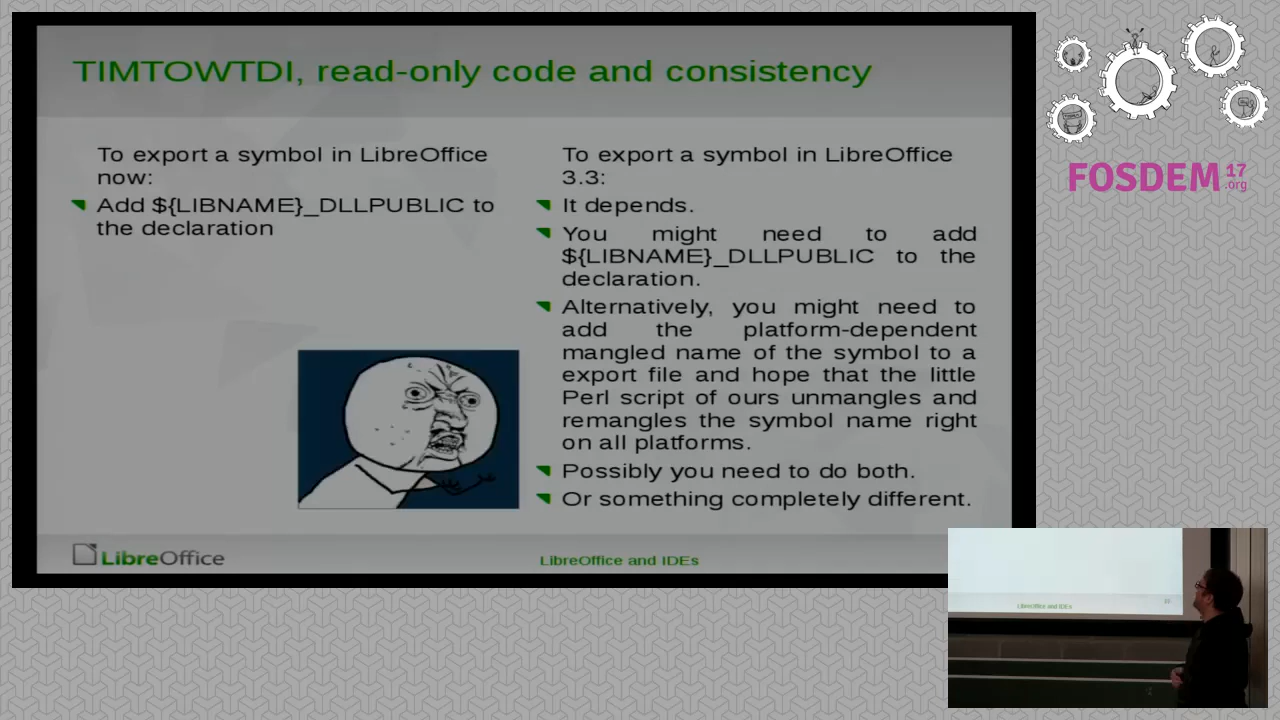 TIMTOWTDI, read-only code and consistency
To export a symbol in LibreOffice
now:
Add ${LIBNAME}_DLLPUBLIC to
the declaration
To export a symbol in LibreOffice
3.3:
It depends.
You might need to add
${LIBNAME}_DLLPUBLIC to the
declaration.
Alternatively, you might need to
add the platform-dependent
mangled name of the symbol to a
export file and hope that the little
Perl script of ours unmangles and
remangles the symbol name right
on all platforms.
Possibly you need to do both.
Or something completely different.
LibreOffice
LibreOffice and IDEs
FOSDEM 17
.org
LibreOffice and IDEs